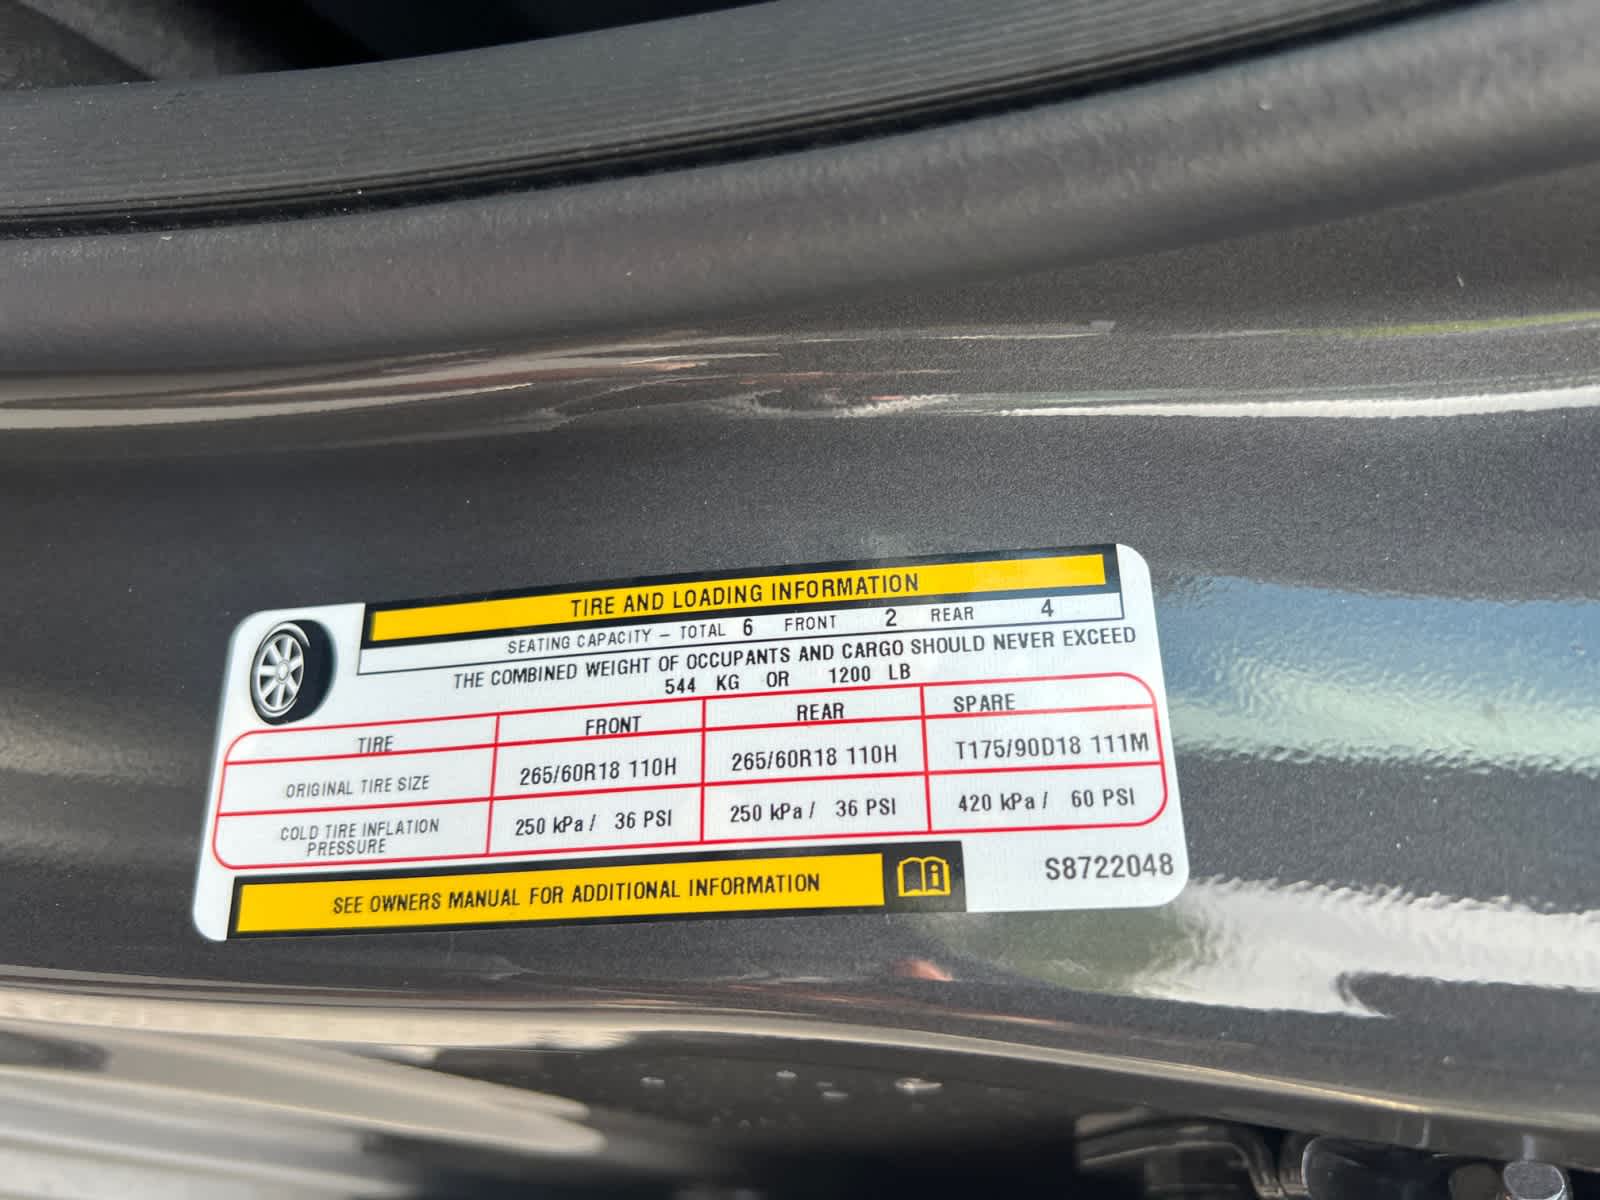 TIRE AND LOADING INFORMATION
SEATING CAPACITY – TOTAL 6 FRONT 2 REAR 4
THE COMBINED WEIGHT OF OCCUPANTS AND CARGO SHOULD NEVER EXCEED
544 KG OR 1200 LB
TIRE FRONT REAR SPARE
ORIGINAL TIRE SIZE 265/60R18 110H 265/60R18 110H T175/90D18 111M
COLD TIRE INFLATION
PRESSURE 250 kPa / 36 PSI 250 kPa / 36 PSI 420 kPa / 60 PSI
SEE OWNERS MANUAL FOR ADDITIONAL INFORMATION
S8722048